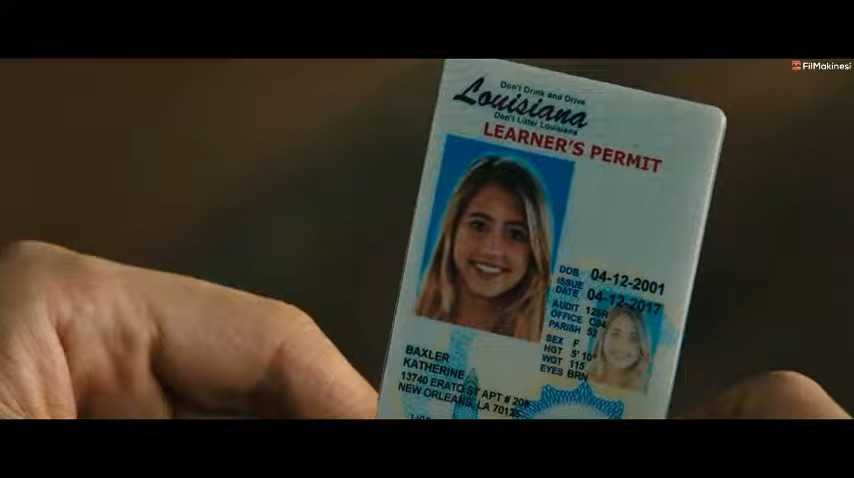 FilMakinesi
Don't Drink and Drive
Louisiana
Don't Litter Louisiana
LEARNER'S PERMIT
DOB 04-12-2001
ISSUE
DATE 04-12-2017
AUDIT
OFFICE
PARISH
SEX F
HGT 5' 10"
WGT 115
EYES BRN
BAXLER
KATHERINE
13740 ERATO ST APT #
NEW ORLEANS, LA